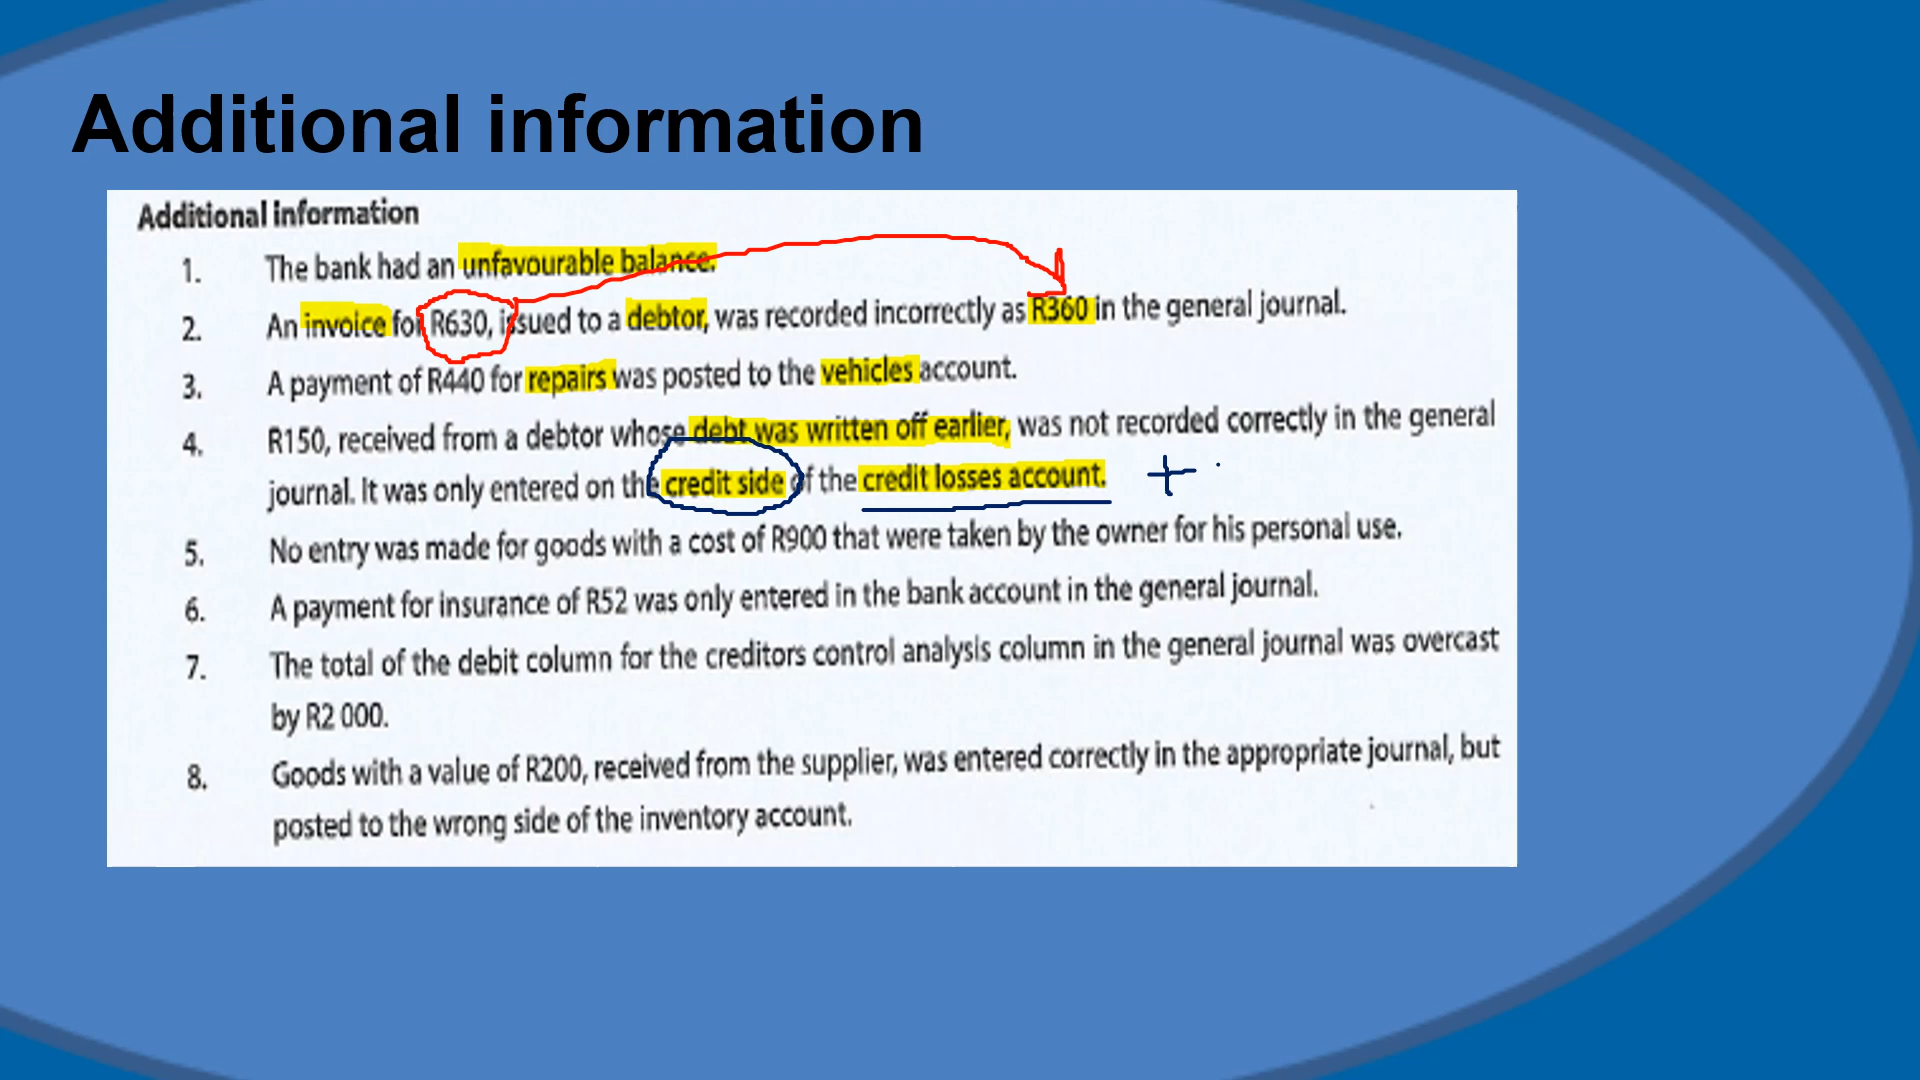 Additional information
Additional information
1. The bank had an unfavourable balance.
2. An invoice for R630, issued to a debtor, was recorded incorrectly as R360 in the general journal.
3. A payment of R440 for repairs was posted to the vehicles account.
4. R150, received from a debtor whose debt was written off earlier, was not recorded correctly in the general
journal. It was only entered on the credit side of the credit losses account. +
5. No entry was made for goods with a cost of R900 that were taken by the owner for his personal use.
6. A payment for insurance of R52 was only entered in the bank account in the general journal.
7. The total of the debit column for the creditors control analysis column in the general journal was overcast
by R2 000.
8. Goods with a value of R200, received from the supplier, was entered correctly in the appropriate journal, but
posted to the wrong side of the inventory account.